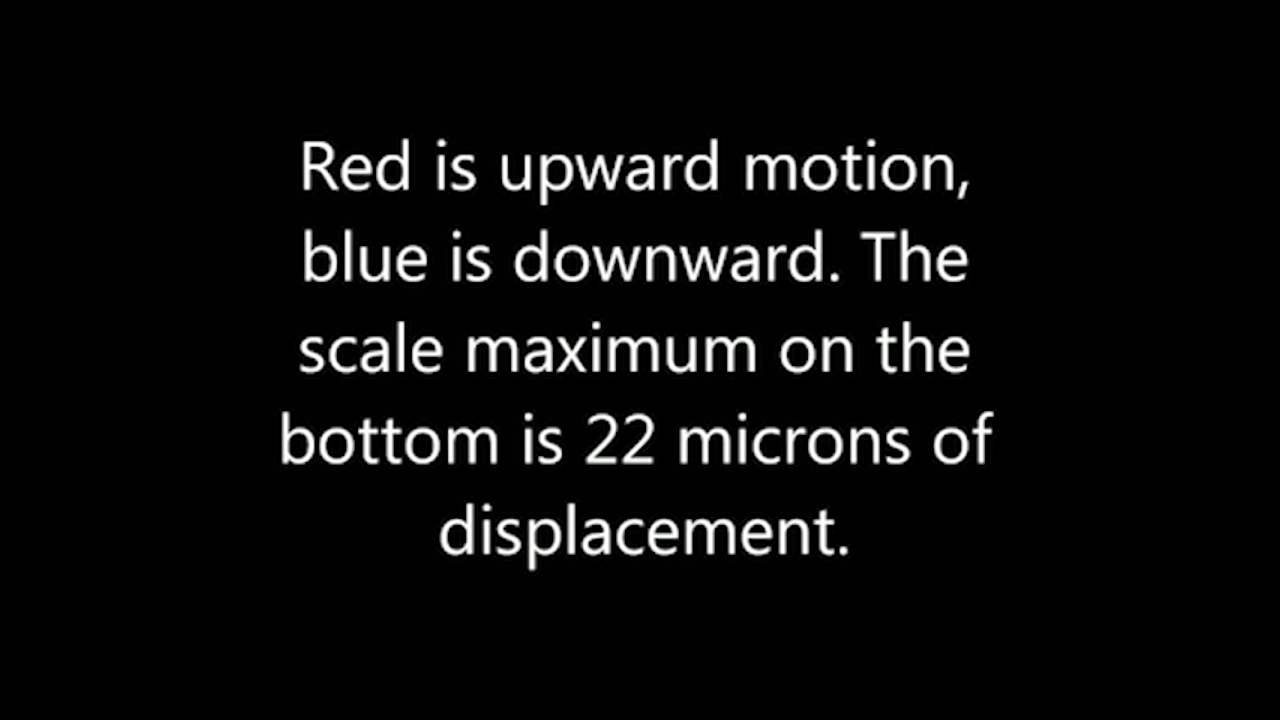 Red is upward motion,
blue is downward. The
scale maximum on the
bottom is 22 microns of
displacement.